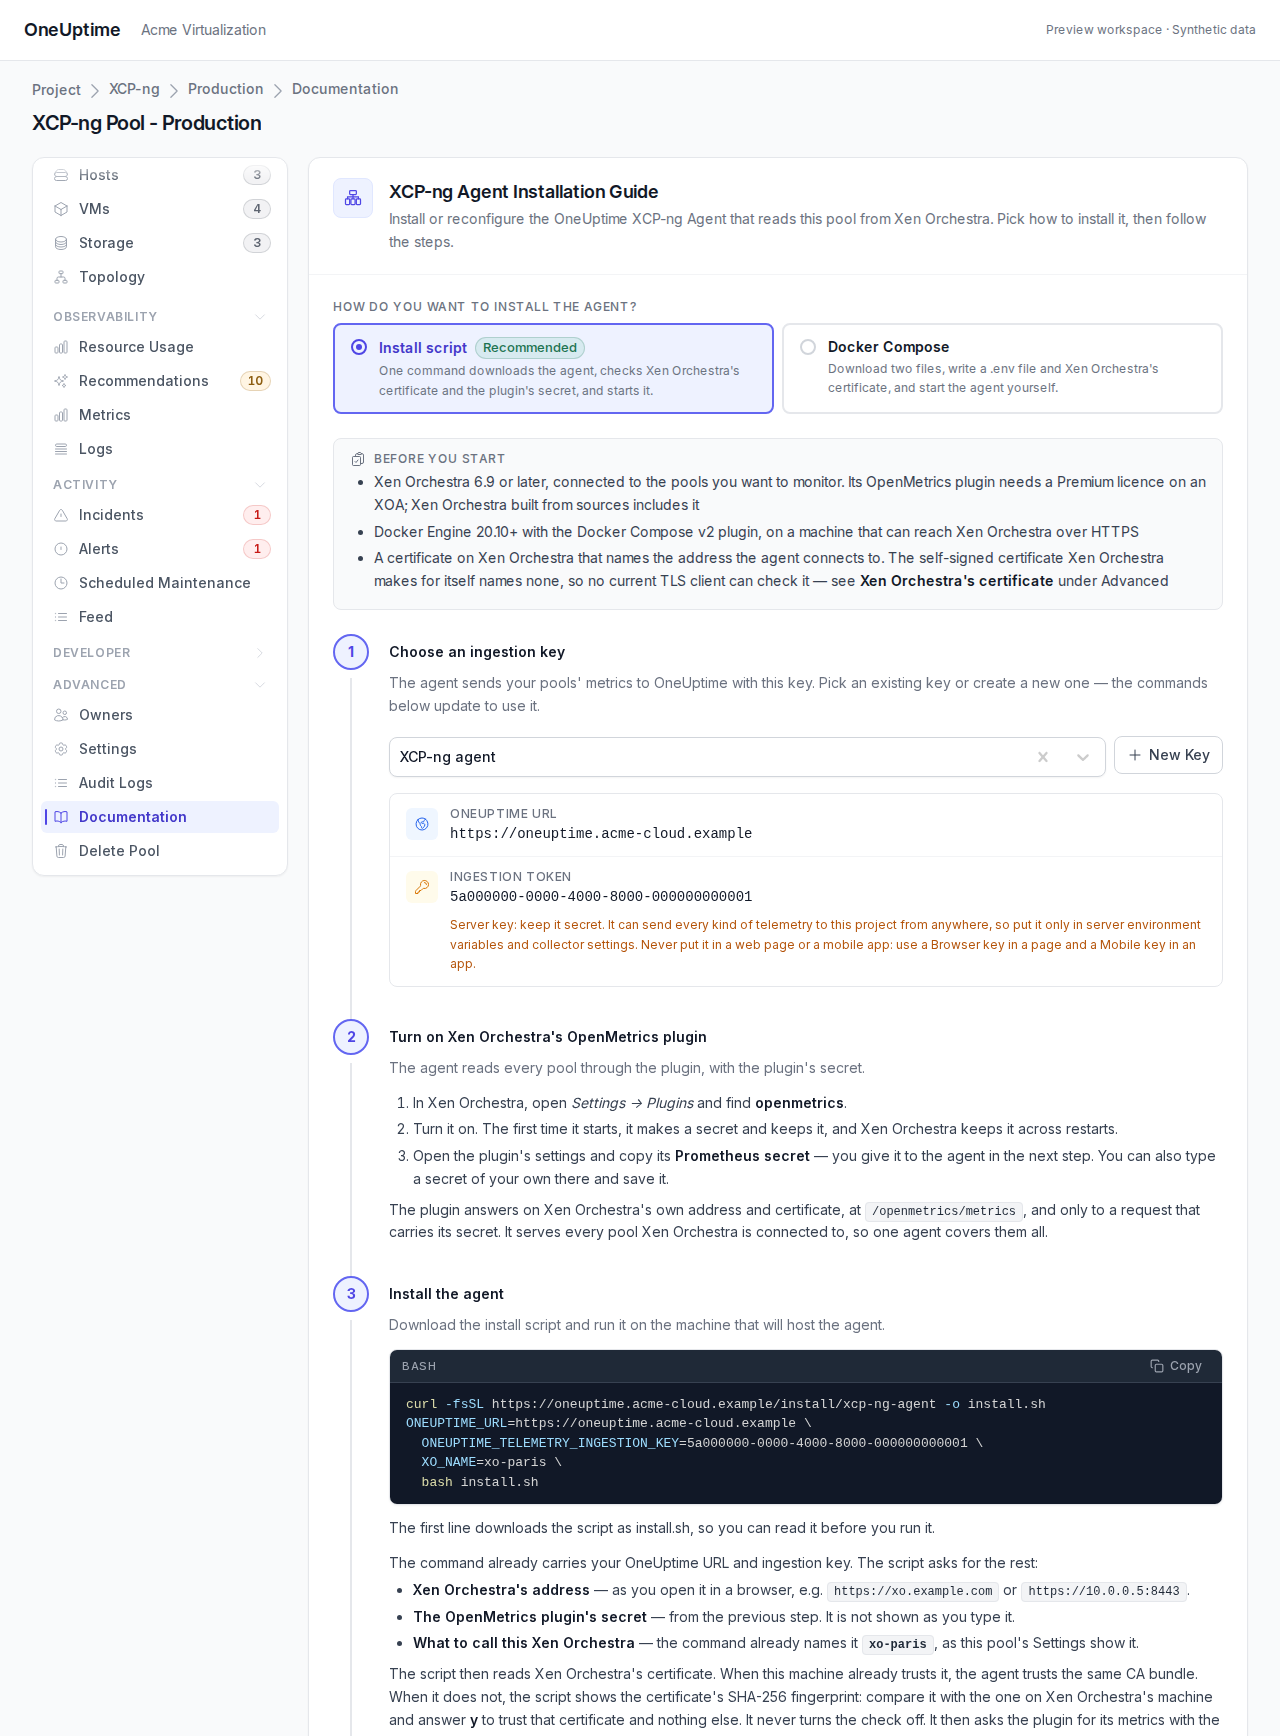 OneUptime
Acme Virtualization
Preview workspace · Synthetic data
Project
XCP-ng
Production
Documentation
XCP-ng Pool - Production
Hosts 3
VMs 4
Storage 3
Topology
OBSERVABILITY
Resource Usage
Recommendations 10
Metrics
Logs
ACTIVITY
Incidents 1
Alerts 1
Scheduled Maintenance
Feed
DEVELOPER
ADVANCED
Owners
Settings
Audit Logs
Documentation
Delete Pool
XCP-ng Agent Installation Guide
Install or reconfigure the OneUptime XCP-ng Agent that reads this pool from Xen Orchestra. Pick how to install it, then follow
the steps.
HOW DO YOU WANT TO INSTALL THE AGENT?
Install script Recommended
One command downloads the agent, checks Xen Orchestra's
certificate and the plugin's secret, and starts it.
Docker Compose
Download two files, write a .env file and Xen Orchestra's
certificate, and start the agent yourself.
BEFORE YOU START
• Xen Orchestra 6.9 or later, connected to the pools you want to monitor. Its OpenMetrics plugin needs a Premium licence on an
XOA; Xen Orchestra built from sources includes it
• Docker Engine 20.10+ with the Docker Compose v2 plugin, on a machine that can reach Xen Orchestra over HTTPS
• A certificate on Xen Orchestra that names the address the agent connects to. The self-signed certificate Xen Orchestra
makes for itself names none, so no current TLS client can check it — see Xen Orchestra's certificate under Advanced
1 Choose an ingestion key
The agent sends your pools' metrics to OneUptime with this key. Pick an existing key or create a new one — the commands
below update to use it.
XCP-ng agent
New Key
ONEUPTIME URL
https://oneuptime.acme-cloud.example
INGESTION TOKEN
5a000000-0000-4000-8000-000000000001
Server key: keep it secret. It can send every kind of telemetry to this project from anywhere, so put it only in server environment
variables and collector settings. Never put it in a web page or a mobile app: use a Browser key in a page and a Mobile key in an
app.
2 Turn on Xen Orchestra's OpenMetrics plugin
The agent reads every pool through the plugin, with the plugin's secret.
1. In Xen Orchestra, open Settings → Plugins and find openmetrics.
2. Turn it on. The first time it starts, it makes a secret and keeps it, and Xen Orchestra keeps it across restarts.
3. Open the plugin's settings and copy its Prometheus secret — you give it to the agent in the next step. You can also type
a secret of your own there and save it.
The plugin answers on Xen Orchestra's own address and certificate, at /openmetrics/metrics, and only to a request that
carries its secret. It serves every pool Xen Orchestra is connected to, so one agent covers them all.
3 Install the agent
Download the install script and run it on the machine that will host the agent.
BASH
Copy
curl -fsSL https://oneuptime.acme-cloud.example/install/xcp-ng-agent -o install.sh
ONEUPTIME_URL=https://oneuptime.acme-cloud.example \
ONEUPTIME_TELEMETRY_INGESTION_KEY=5a000000-0000-4000-8000-000000000001 \
XO_NAME=xo-paris \
bash install.sh
The first line downloads the script as install.sh, so you can read it before you run it.
The command already carries your OneUptime URL and ingestion key. The script asks for the rest:
• Xen Orchestra's address — as you open it in a browser, e.g. https://xo.example.com or https://10.0.0.5:8443.
• The OpenMetrics plugin's secret — from the previous step. It is not shown as you type it.
• What to call this Xen Orchestra — the command already names it xo-paris, as this pool's Settings show it.
The script then reads Xen Orchestra's certificate. When this machine already trusts it, the agent trusts the same CA bundle.
When it does not, the script shows the certificate's SHA-256 fingerprint: compare it with the one on Xen Orchestra's machine
and answer y to trust that certificate and nothing else. It never turns the check off. It then asks the plugin for its metrics with the